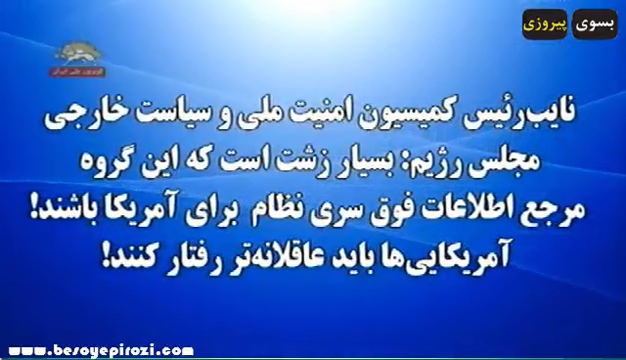 بسوی پیروزی
نایب‌رئیس کمیسیون امنیت ملی و سیاست خارجی
مجلس رژیم: بسیار زشت است که این گروه
مرجع اطلاعات فوق سری نظام برای آمریکا باشند!
آمریکایی‌ها باید عاقلانه‌تر رفتار کنند!
www.besoyepirozi.com